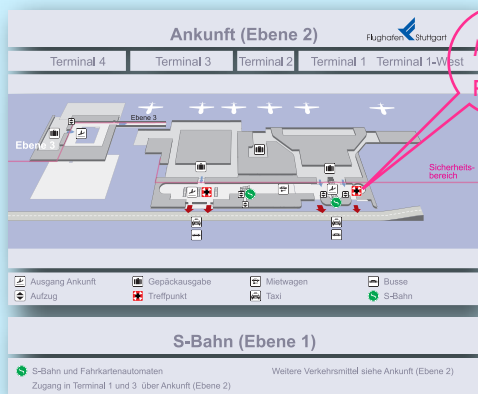 Ankunft (Ebene 2)
Flughafen Stuttgart
Terminal 4 Terminal 3 Terminal 2 Terminal 1 Terminal 1-West
Ebene 3
Ebene 3
Sicherheits-
bereich
Ausgang Ankunft Gepäckausgabe Mietwagen Busse
Aufzug Treffpunkt Taxi S-Bahn
S-Bahn (Ebene 1)
S-Bahn und Fahrkartenautomaten Weitere Verkehrsmittel siehe Ankunft (Ebene 2)
Zugang in Terminal 1 und 3 über Ankunft (Ebene 2)